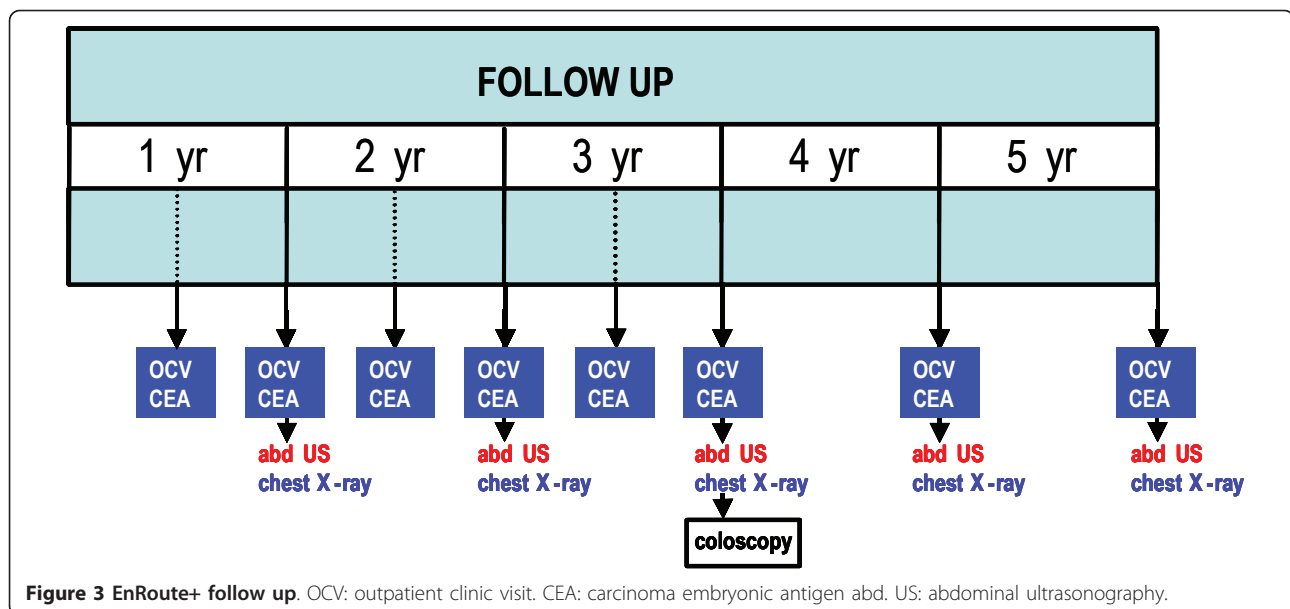 FOLLOW UP
1 yr 2 yr 3 yr 4 yr 5 yr
OCV OCV OCV OCV OCV OCV OCV OCV
CEA CEA CEA CEA CEA CEA CEA CEA
abd US abd US abd US abd US abd US
chest X-ray chest X-ray chest X-ray chest X-ray chest X-ray
coloscopy
Figure 3 EnRoute+ follow up. OCV: outpatient clinic visit. CEA: carcinoma embryonic antigen abd. US: abdominal ultrasonography.